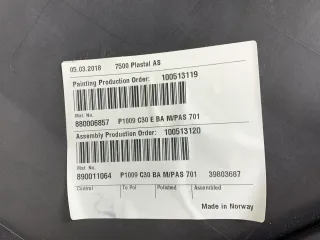 05.03.2018 7500 Plastal AS
Painting Production Order: 100513119
Mat. No.
880006857 P1009 C30 E BA M/PAS 701
Assembly Production Order: 100513120
Mat. No.
890011064 P1009 C30 BA M/PAS 701 39803687
Control To Pol Polished Assembled
Made in Norway